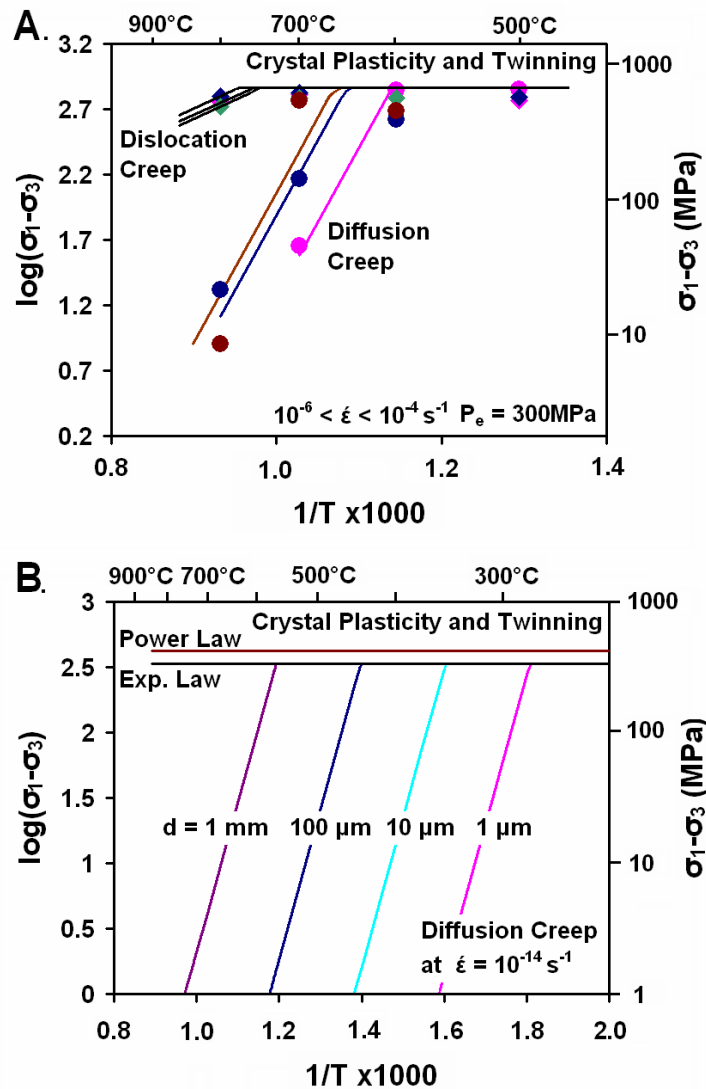 A.
900°C 700°C 500°C
3.2
2.7
2.2
1.7
1.2
0.7
0.2
log(σ₁-σ₃)
Crystal Plasticity and Twinning
Dislocation
Creep
Diffusion
Creep
10⁻⁶ < ε̇ < 10⁻⁴ s⁻¹ Pₑ = 300MPa
1000
100
10
σ₁-σ₃ (MPa)
0.8 1.0 1.2 1.4
1/T x1000
B.
900°C 700°C 500°C 300°C
3
2.5
2
1.5
1
0.5
0
log(σ₁-σ₃)
Crystal Plasticity and Twinning
Power Law
Exp. Law
d = 1 mm 100 µm 10 µm 1 µm
Diffusion Creep
at ε̇ = 10⁻¹⁴ s⁻¹
1000
100
10
1
σ₁-σ₃ (MPa)
0.8 1.0 1.2 1.4 1.6 1.8 2.0
1/T x1000